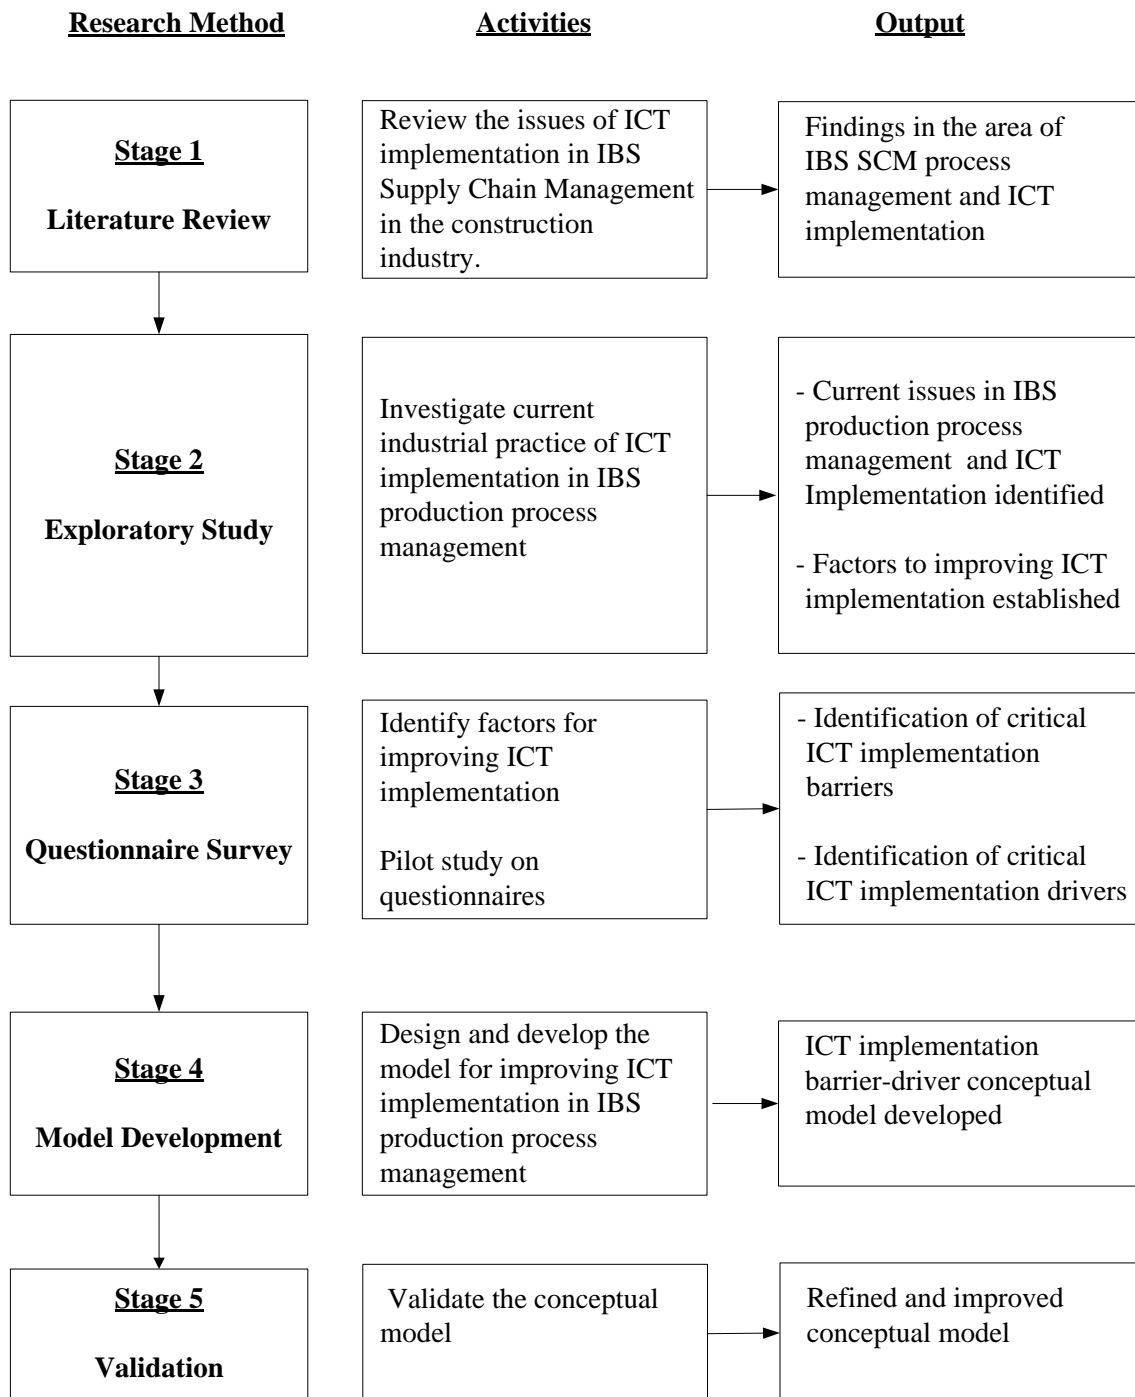 Research Method
Activities
Output
Stage 1
Literature Review
Review the issues of ICT
implementation in IBS
Supply Chain Management
in the construction
industry.
Findings in the area of
IBS SCM process
management and ICT
implementation
Stage 2
Exploratory Study
Investigate current
industrial practice of ICT
implementation in IBS
production process
management
- Current issues in IBS
production process
management and ICT
Implementation identified
- Factors to improving ICT
implementation established
Stage 3
Questionnaire Survey
Identify factors for
improving ICT
implementation
Pilot study on
questionnaires
- Identification of critical
ICT implementation
barriers
- Identification of critical
ICT implementation drivers
Stage 4
Model Development
Design and develop the
model for improving ICT
implementation in IBS
production process
management
ICT implementation
barrier-driver conceptual
model developed
Stage 5
Validation
Validate the conceptual
model
Refined and improved
conceptual model